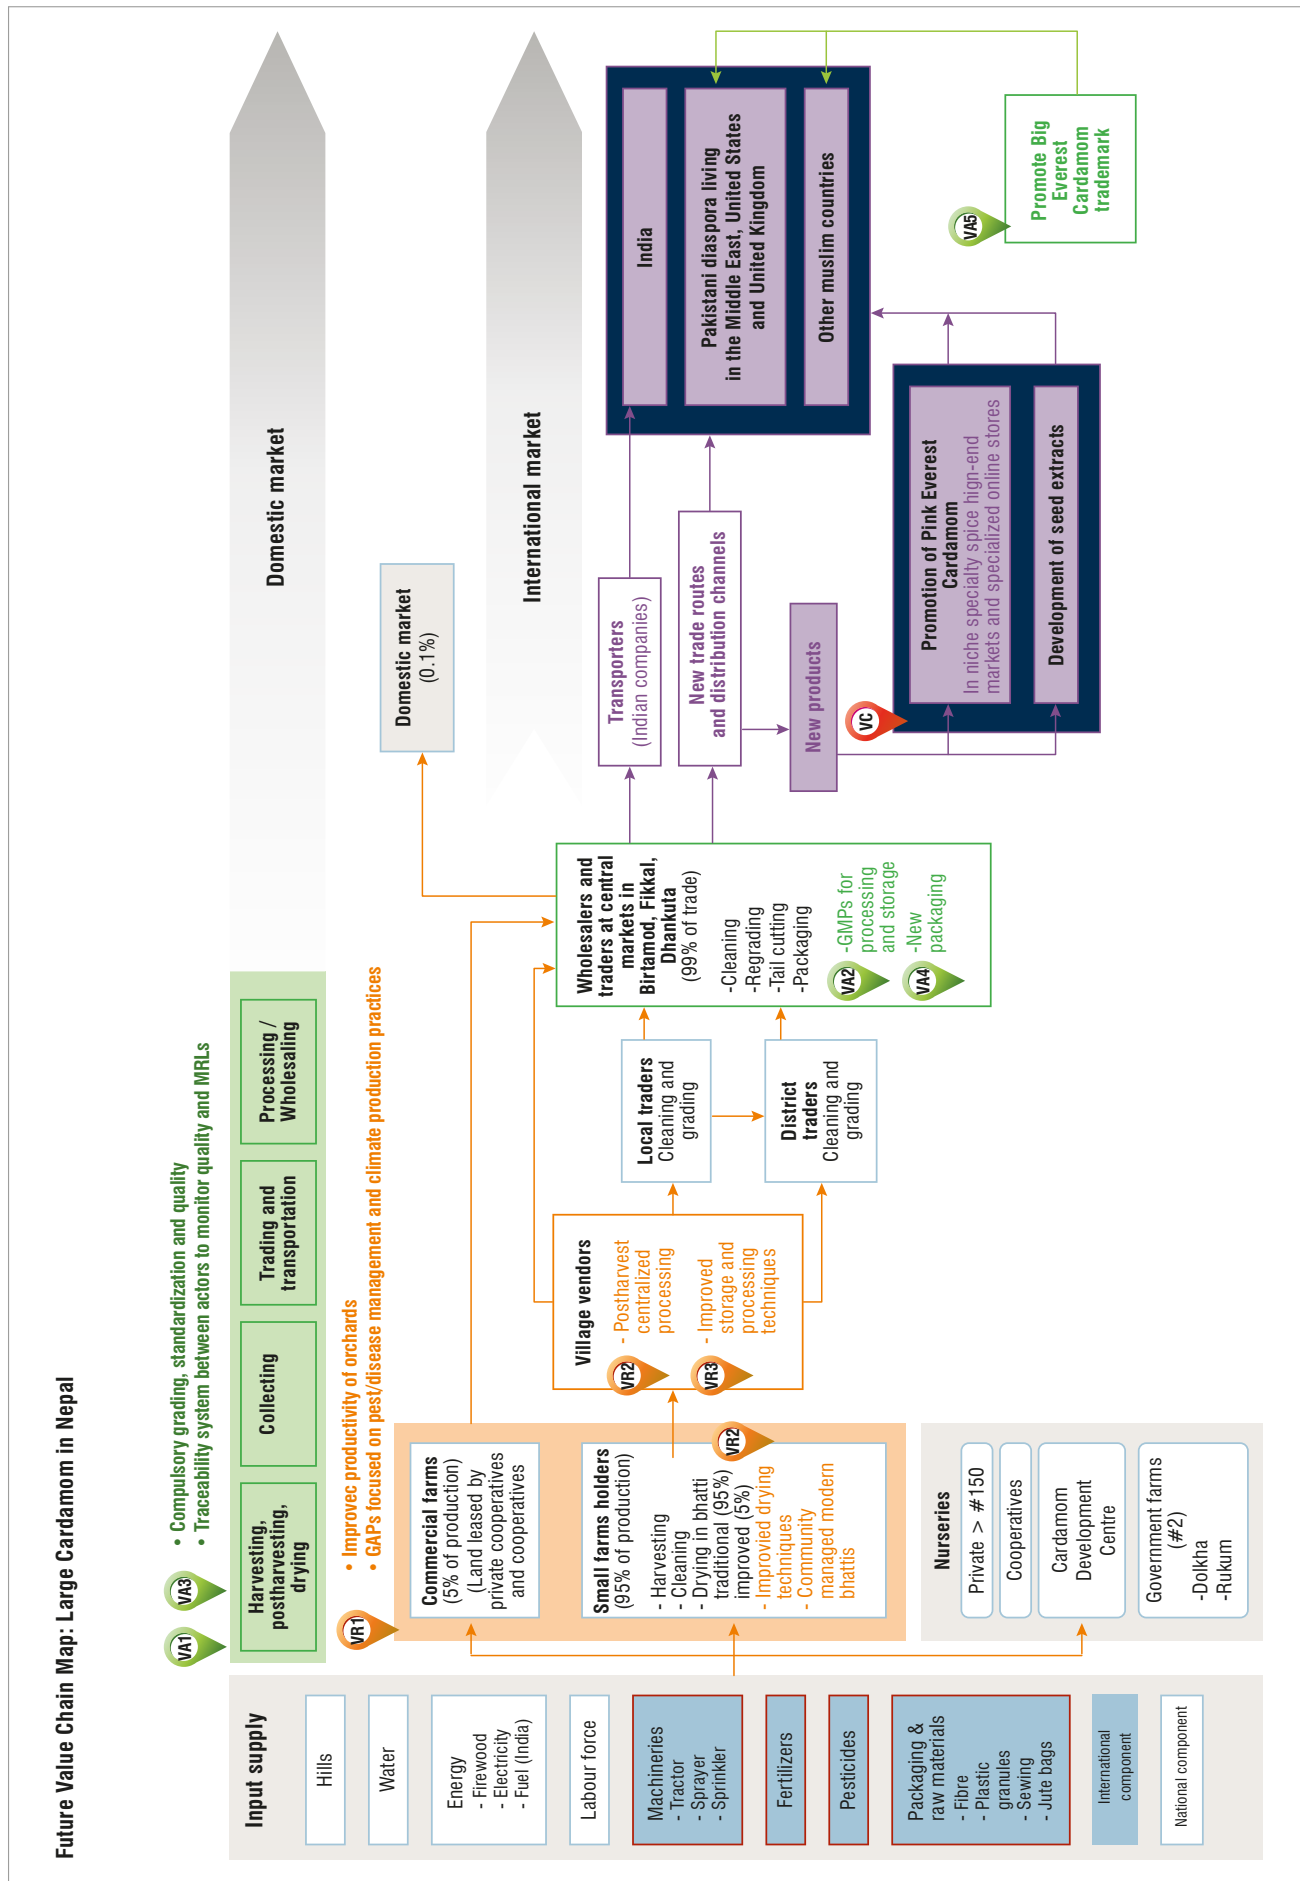 Future Value Chain Map: Large Cardamom in Nepal
VA1
VA3
• Compulsory grading, standardization and quality
• Traceability system between actors to monitor quality and MRLs
Harvesting,
postharvesting,
drying
Collecting
Trading and
transportation
Processing /
Wholesaling
Domestic market
VR1
• Improvec productivity of orchards
• GAPs focused on pest/disease management and climate production practices
International market
Input supply
Hills
Water
Energy
- Firewood
- Electricity
- Fuel (India)
Labour force
Machineries
- Tractor
- Sprayer
- Sprinkler
Fertilizers
Pesticides
Packaging &
raw materials
- Fibre
- Plastic
granules
- Sewing
- Jute bags
International
component
National component
Commercial farms
(5% of production)
(Land leased by
private cooperatives
and cooperatives
Small farms holders
(95% of production)
- Harvesting
- Cleaning
- Drying in bhatti
traditional (95%)
improved (5%)
- Improvied drying
techniques
- Community
managed modern
bhattis
VR2
Nurseries
Private > #150
Cooperatives
Cardamom
Development
Centre
Government farms
(#2)
-Dolkha
-Rukum
Village vendors
VR2
- Postharvest
centralized
processing
VR3
- Improved
storage and
processing
techniques
Local traders
Cleaning and
grading
District
traders
Cleaning and
grading
Wholesalers and
traders at central
markets in
Birtamod, Fikkal,
Dhankuta
(99% of trade)
-Cleaning
-Regrading
-Tail cutting
-Packaging
VA2
-GMPs for
processing
and storage
VA4
-New
packaging
Domestic market
(0.1%)
Transporters
(Indian companies)
New trade routes
and distribution channels
New products
VC
Promotion of Pink Everest
Cardamom
In niche specialty spice hign-end
markets and specialized online stores
Development of seed extracts
India
Pakistani diaspora living
in the Middle East, United States
and United Kingdom
Other muslim countries
VA5
Promote Big
Everest
Cardamom
trademark